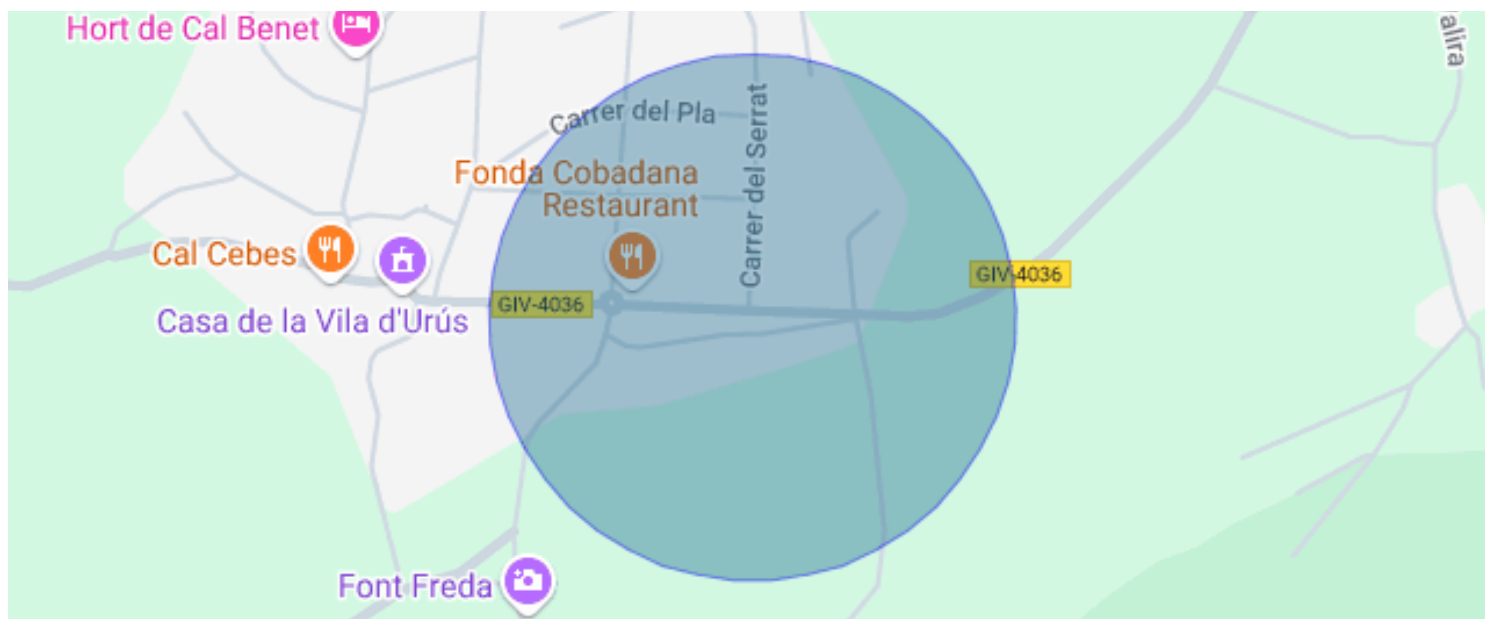 Hort de Cal Benet
alira
Carrer del Pla
Carrer del Serrat
Fonda Cobadana
Restaurant
Cal Cebes
GIV-4036
GIV-4036
Casa de la Vila d'Urús
Font Freda